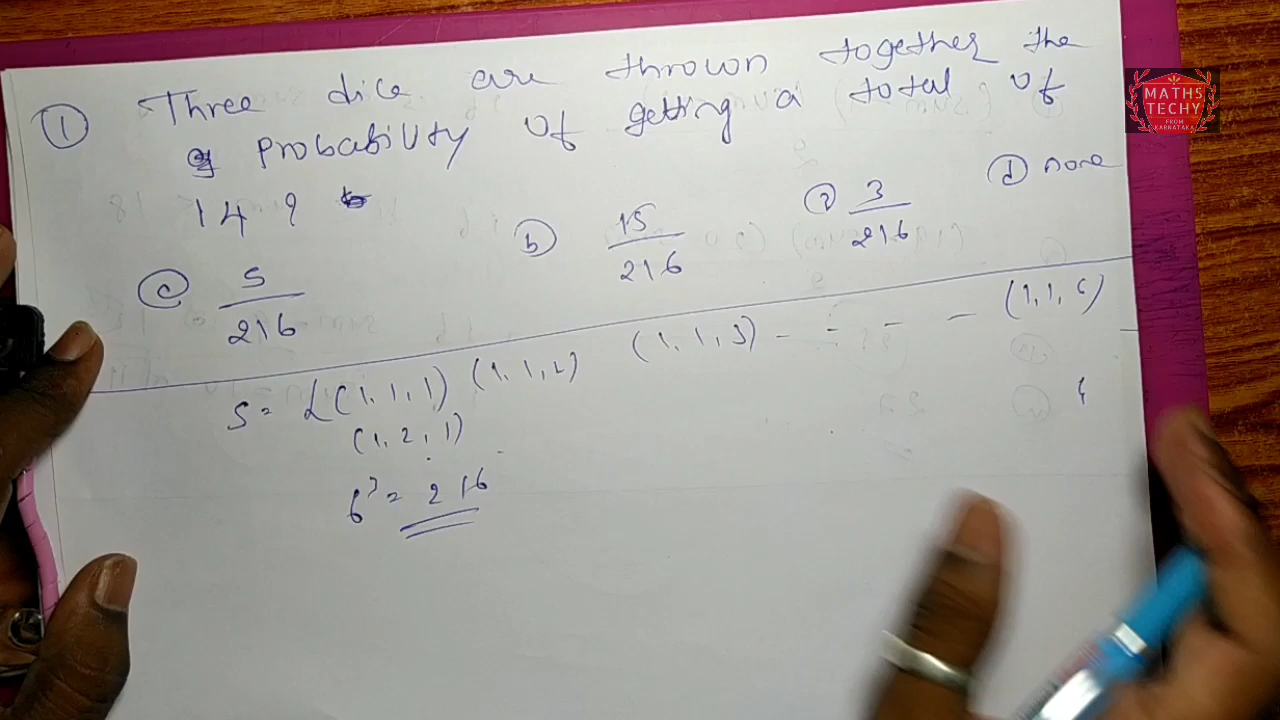 ① Three dice are thrown together the
probability of getting a total of
14 ?
ⓐ 5/216 ⓑ 15/216 ⓒ 3/216 ⓓ none
S = {(1, 1, 1) (1, 1, 2) (1, 1, 3) - - - - (1, 1, 6)
(1, 2, 1) }
6³ = 216
MATHS
TECHY
FROM
KARNATAKA